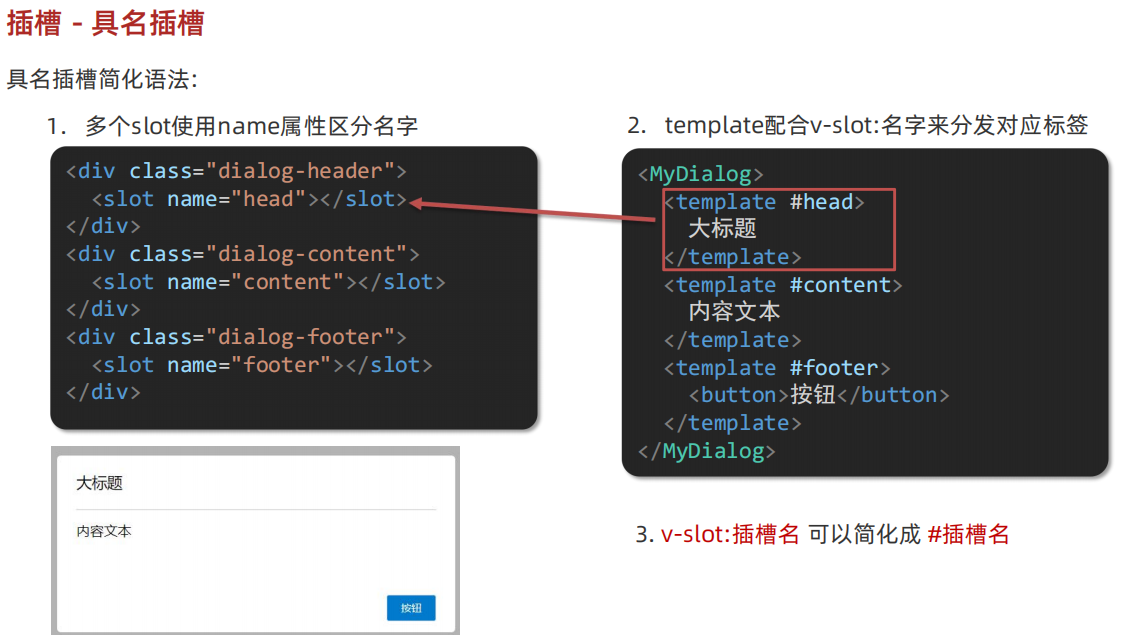 插槽 - 具名插槽
具名插槽简化语法:
1. 多个slot使用name属性区分名字
<div class="dialog-header">
  <slot name="head"></slot>
</div>
<div class="dialog-content">
  <slot name="content"></slot>
</div>
<div class="dialog-footer">
  <slot name="footer"></slot>
</div>
大标题
内容文本
按钮
2. template配合v-slot:名字来分发对应标签
<MyDialog>
  <template #head>
    大标题
  </template>
  <template #content>
    内容文本
  </template>
  <template #footer>
    <button>按钮</button>
  </template>
</MyDialog>
3. v-slot:插槽名 可以简化成 #插槽名